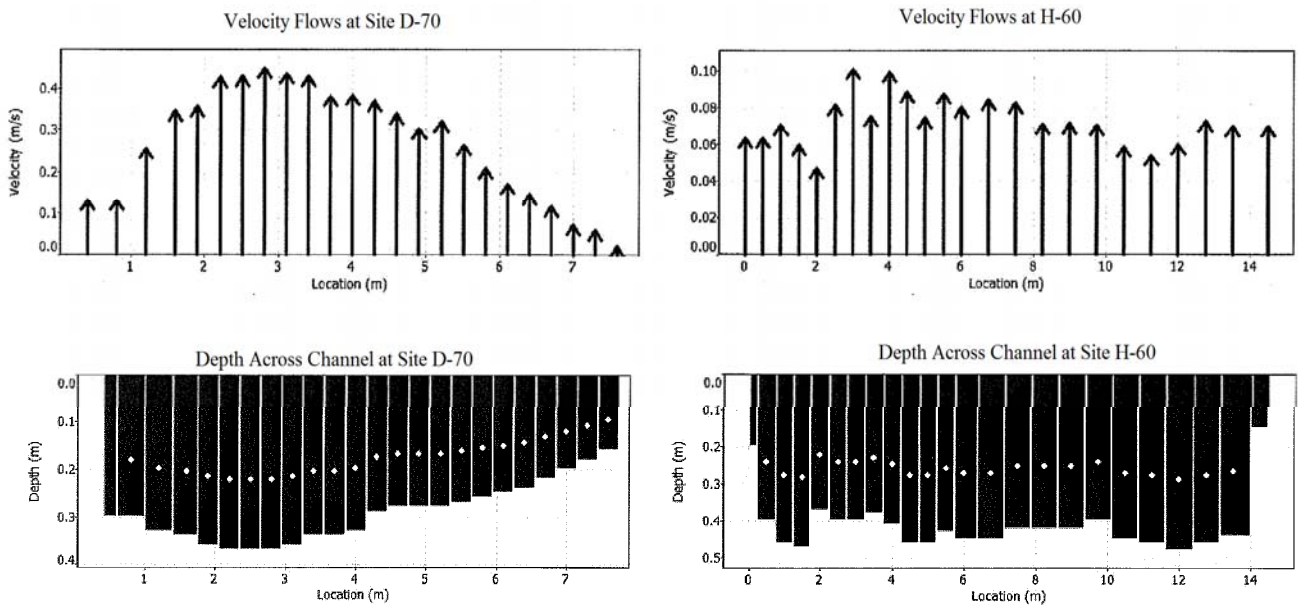 Velocity Flows at Site D-70
Velocity (m/s)
0.4
0.3
0.2
0.1
0.0
1 2 3 4 5 6 7
Location (m)
Velocity Flows at H-60
Velocity (m/s)
0.10
0.08
0.06
0.04
0.02
0.00
0 2 4 6 8 10 12 14
Location (m)
Depth Across Channel at Site D-70
Depth (m)
0.0
0.1
0.2
0.3
0.4
1 2 3 4 5 6 7
Location (m)
Depth Across Channel at Site H-60
Depth (m)
0.0
0.1
0.2
0.3
0.4
0.5
0 2 4 6 8 10 12 14
Location (m)